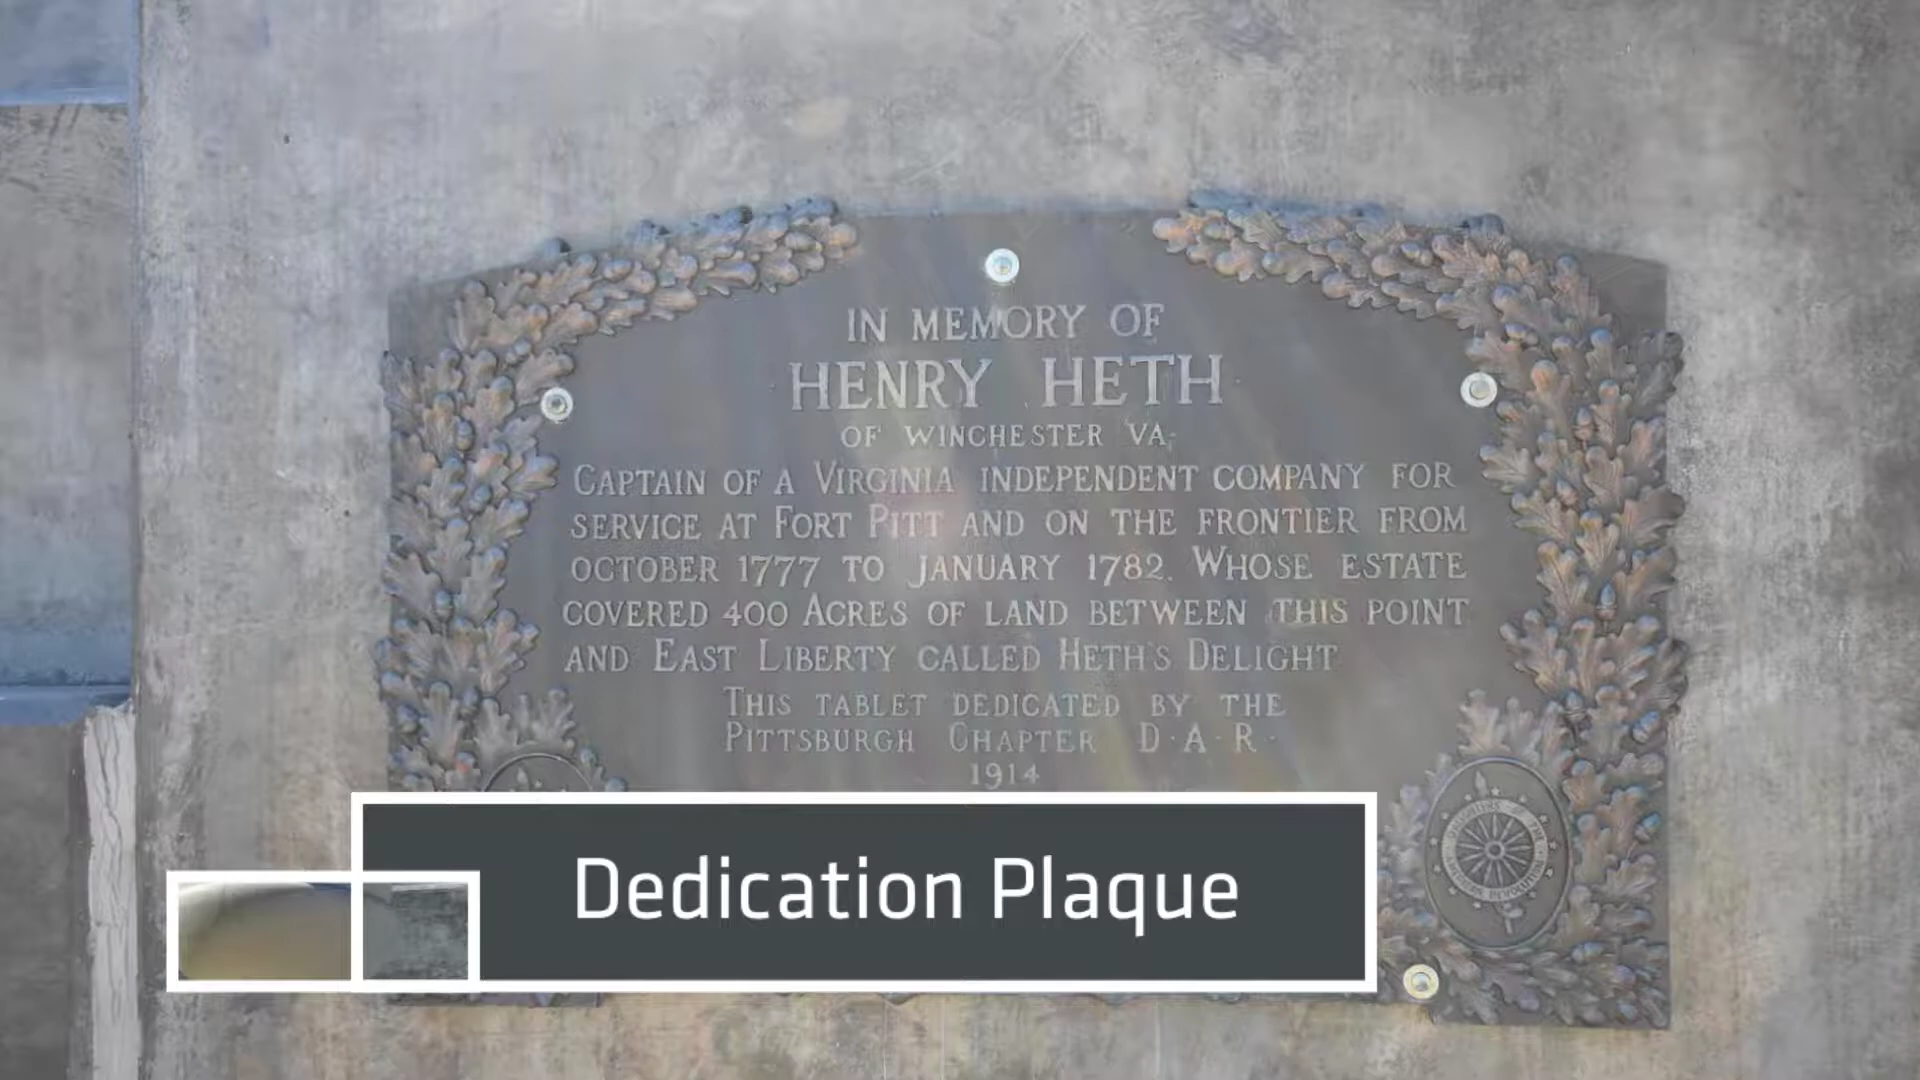 IN MEMORY OF
HENRY HETH
OF WINCHESTER VA.
CAPTAIN OF A VIRGINIA INDEPENDENT COMPANY FOR
SERVICE AT FORT PITT AND ON THE FRONTIER FROM
OCTOBER 1777 TO JANUARY 1782. WHOSE ESTATE
COVERED 400 ACRES OF LAND BETWEEN THIS POINT
AND EAST LIBERTY CALLED HETH'S DELIGHT
THIS TABLET DEDICATED BY THE
PITTSBURGH CHAPTER D·A·R·
1914
Dedication Plaque